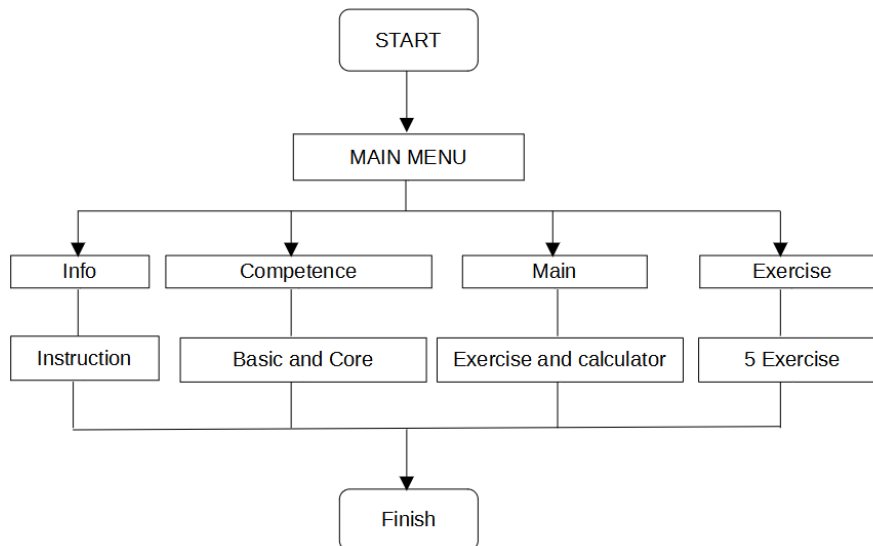 START
MAIN MENU
Info
Competence
Main
Exercise
Instruction
Basic and Core
Exercise and calculator
5 Exercise
Finish